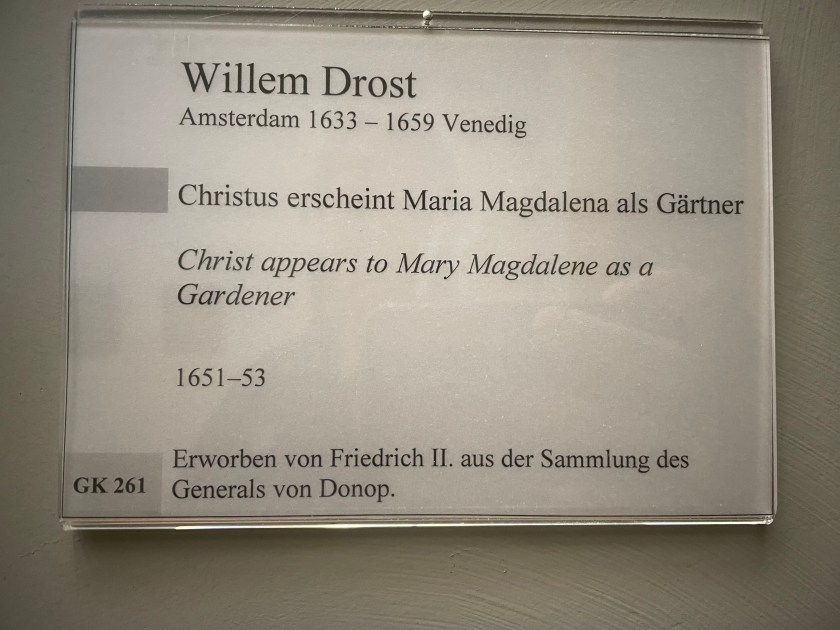 Willem Drost
Amsterdam 1633 – 1659 Venedig
Christus erscheint Maria Magdalena als Gärtner
Christ appears to Mary Magdalene as a
Gardener
1651–53
Erworben von Friedrich II. aus der Sammlung des
GK 261
Generals von Donop.